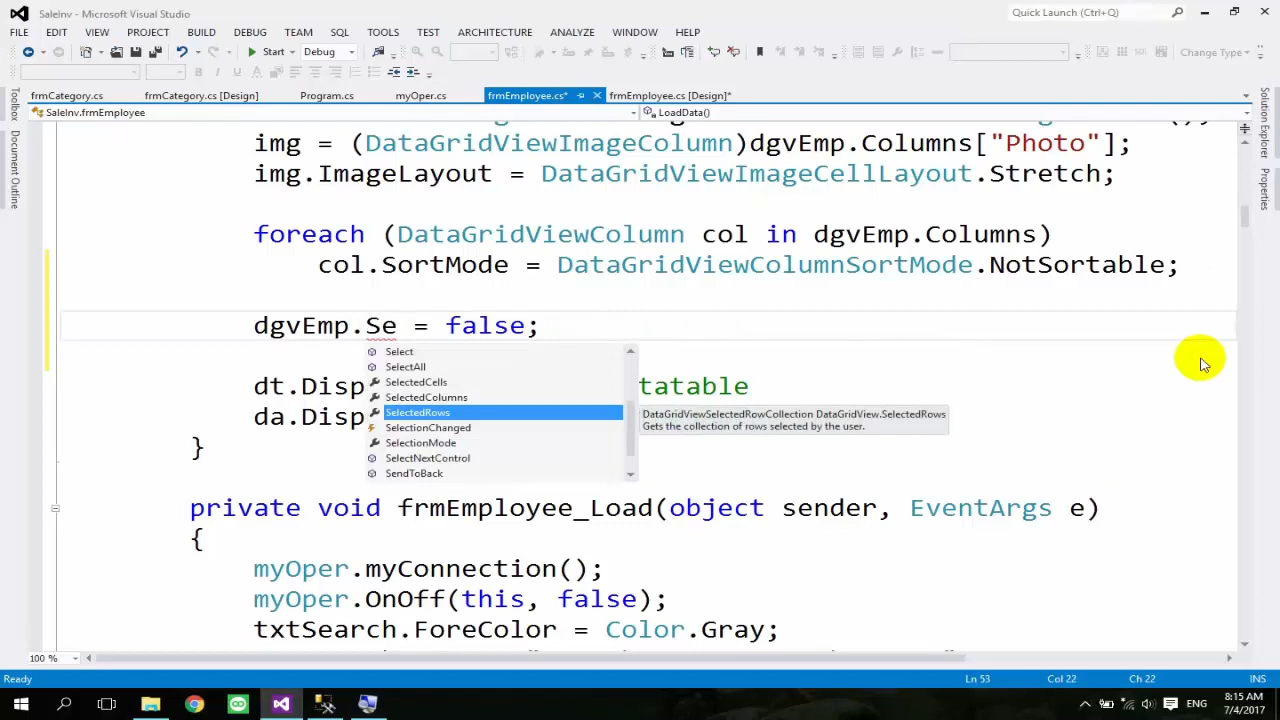 SaleInv - Microsoft Visual Studio
Quick Launch (Ctrl+Q)
FILE EDIT VIEW PROJECT BUILD DEBUG TEAM SQL TOOLS TEST ARCHITECTURE ANALYZE WINDOW HELP
Start Debug Change Type
frmCategory.cs frmCategory.cs [Design] Program.cs myOper.cs frmEmployee.cs* frmEmployee.cs [Design]*
SaleInv.frmEmployee LoadData()
Toolbox
Document Outline
Solution Explorer
Properties
img = (DataGridViewImageColumn)dgvEmp.Columns["Photo"];
img.ImageLayout = DataGridViewImageCellLayout.Stretch;
foreach (DataGridViewColumn col in dgvEmp.Columns)
col.SortMode = DataGridViewColumnSortMode.NotSortable;
dgvEmp.Se = false;
Select
SelectAll
SelectedCells
SelectedColumns
SelectedRows
SelectionChanged
SelectionMode
SelectNextControl
SendToBack
DataGridViewSelectedRowCollection DataGridView.SelectedRows
Gets the collection of rows selected by the user.
dt.Disp tatable
da.Disp
}
private void frmEmployee_Load(object sender, EventArgs e)
{
myOper.myConnection();
myOper.OnOff(this, false);
txtSearch.ForeColor = Color.Gray;
100 %
Ready Ln 53 Col 22 Ch 22 INS
ENG
8:15 AM
7/4/2017